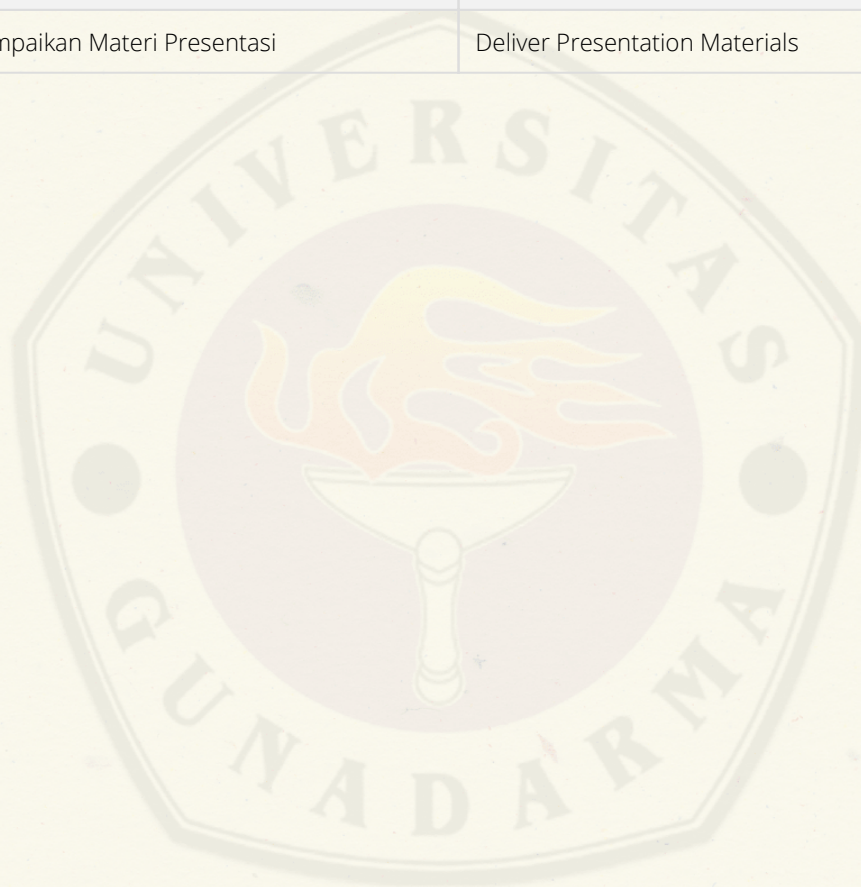 mpaikan Materi Presentasi
Deliver Presentation Materials
UNIVERSITAS
GUNADARMA